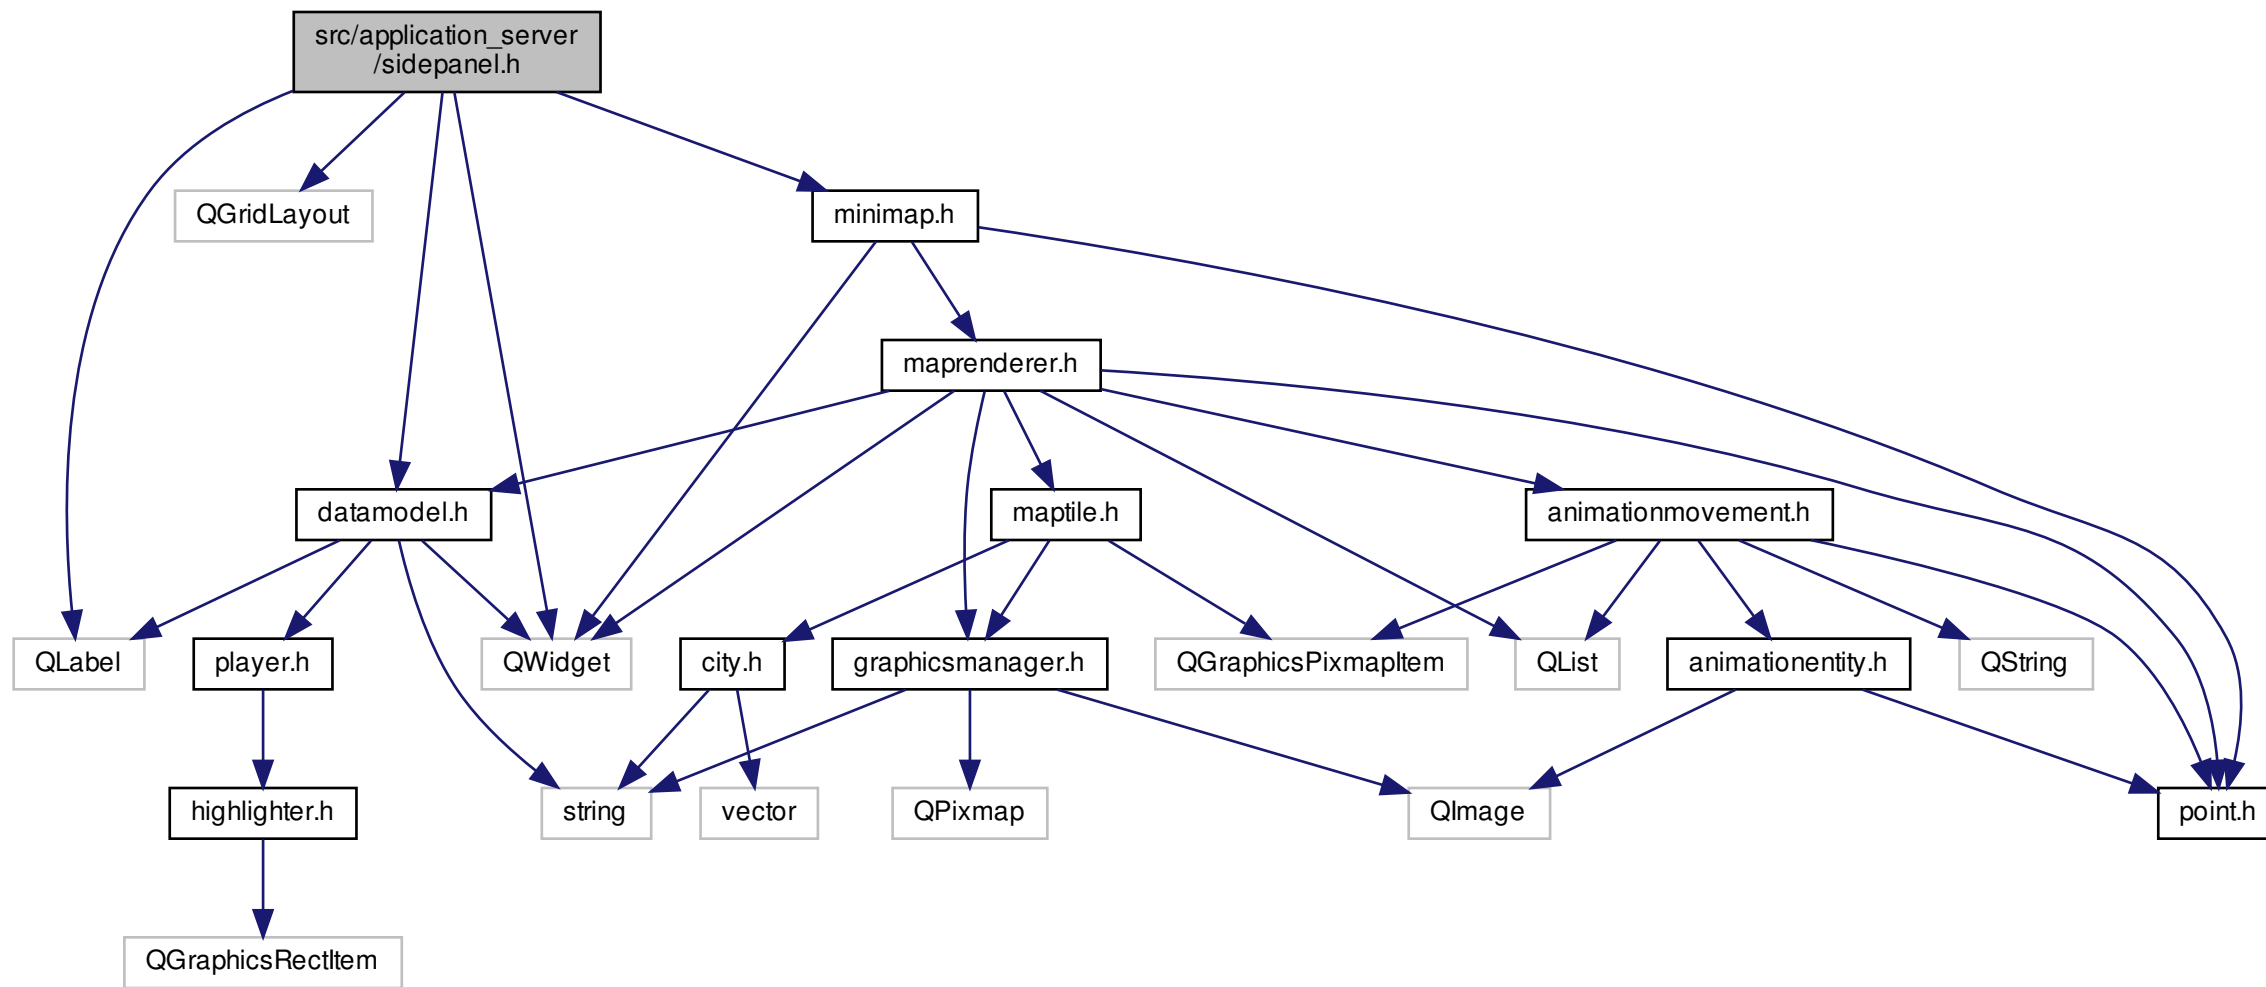 src/application_server
/sidepanel.h
QGridLayout
minimap.h
maprenderer.h
datamodel.h
maptile.h
animationmovement.h
QLabel
player.h
QWidget
city.h
graphicsmanager.h
QGraphicsPixmapItem
QList
animationentity.h
QString
highlighter.h
string
vector
QPixmap
QImage
point.h
QGraphicsRectItem